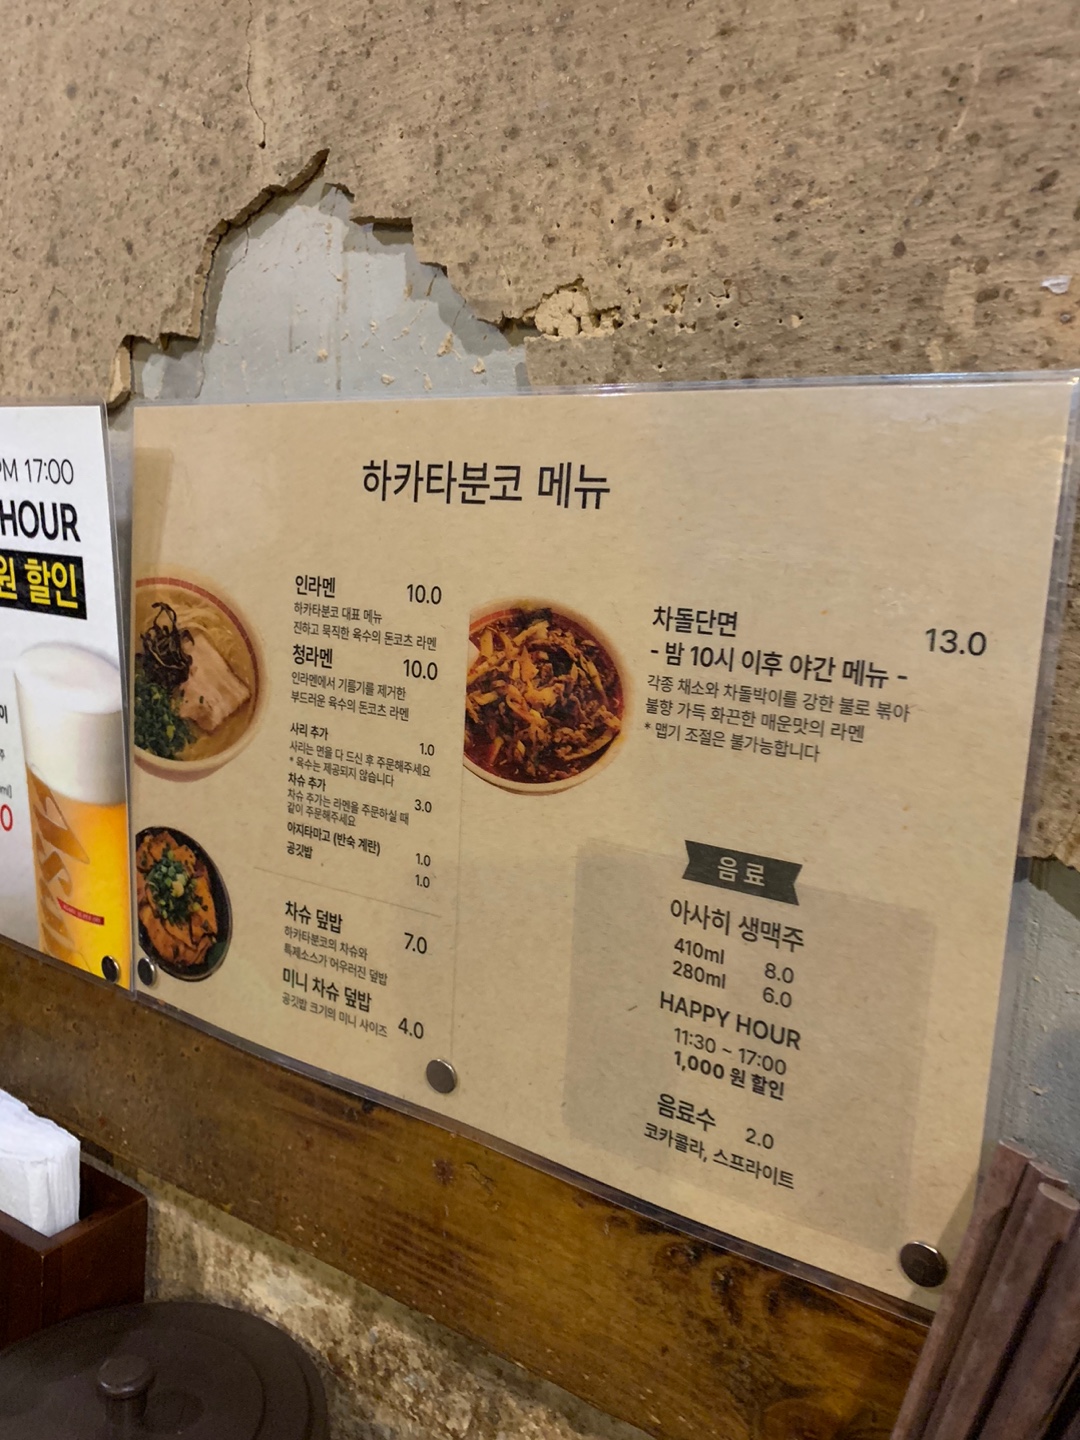 PM 17:00
HOUR
원 할인
하카타분코 메뉴
인라멘 10.0
하카타분코 대표 메뉴
진하고 묵직한 육수의 돈코츠 라멘
청라멘 10.0
인라멘에서 기름기를 제거한
부드러운 육수의 돈코츠 라멘
사리 추가 1.0
사리는 면을 다 드신 후 주문해주세요
* 육수는 제공되지 않습니다
차슈 추가 3.0
차슈 추가는 라멘을 주문하실 때
같이 주문해주세요
아지타마고 (반숙 계란) 1.0
공깃밥 1.0
차슈 덮밥 7.0
하카타분코의 차슈와
특제소스가 어우러진 덮밥
미니 차슈 덮밥 4.0
공깃밥 크기의 미니 사이즈
차돌단면 13.0
- 밤 10시 이후 야간 메뉴 -
각종 채소와 차돌박이를 강한 불로 볶아
불향 가득 화끈한 매운맛의 라멘
* 맵기 조절은 불가능합니다
음료
아사히 생맥주
410ml 8.0
280ml 6.0
HAPPY HOUR
11:30 – 17:00
1,000 원 할인
음료수 2.0
코카콜라, 스프라이트